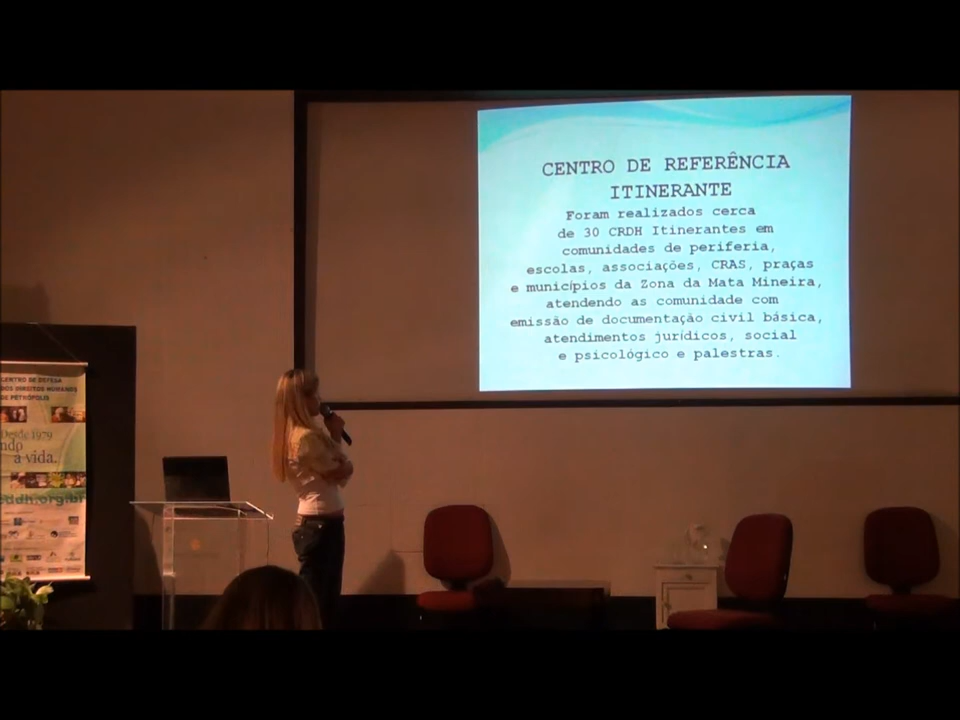 CENTRO DE REFERÊNCIA
ITINERANTE
Foram realizados cerca
de 30 CRDH Itinerantes em
comunidades de periferia,
escolas, associações, CRAS, praças
e municípios da Zona da Mata Mineira,
atendendo as comunidade com
emissão de documentação civil básica,
atendimentos jurídicos, social
e psicológico e palestras.
CENTRO DE DEFESA
DOS DIREITOS HUMANOS
DE PETRÓPOLIS
Desde 1979
a vida.